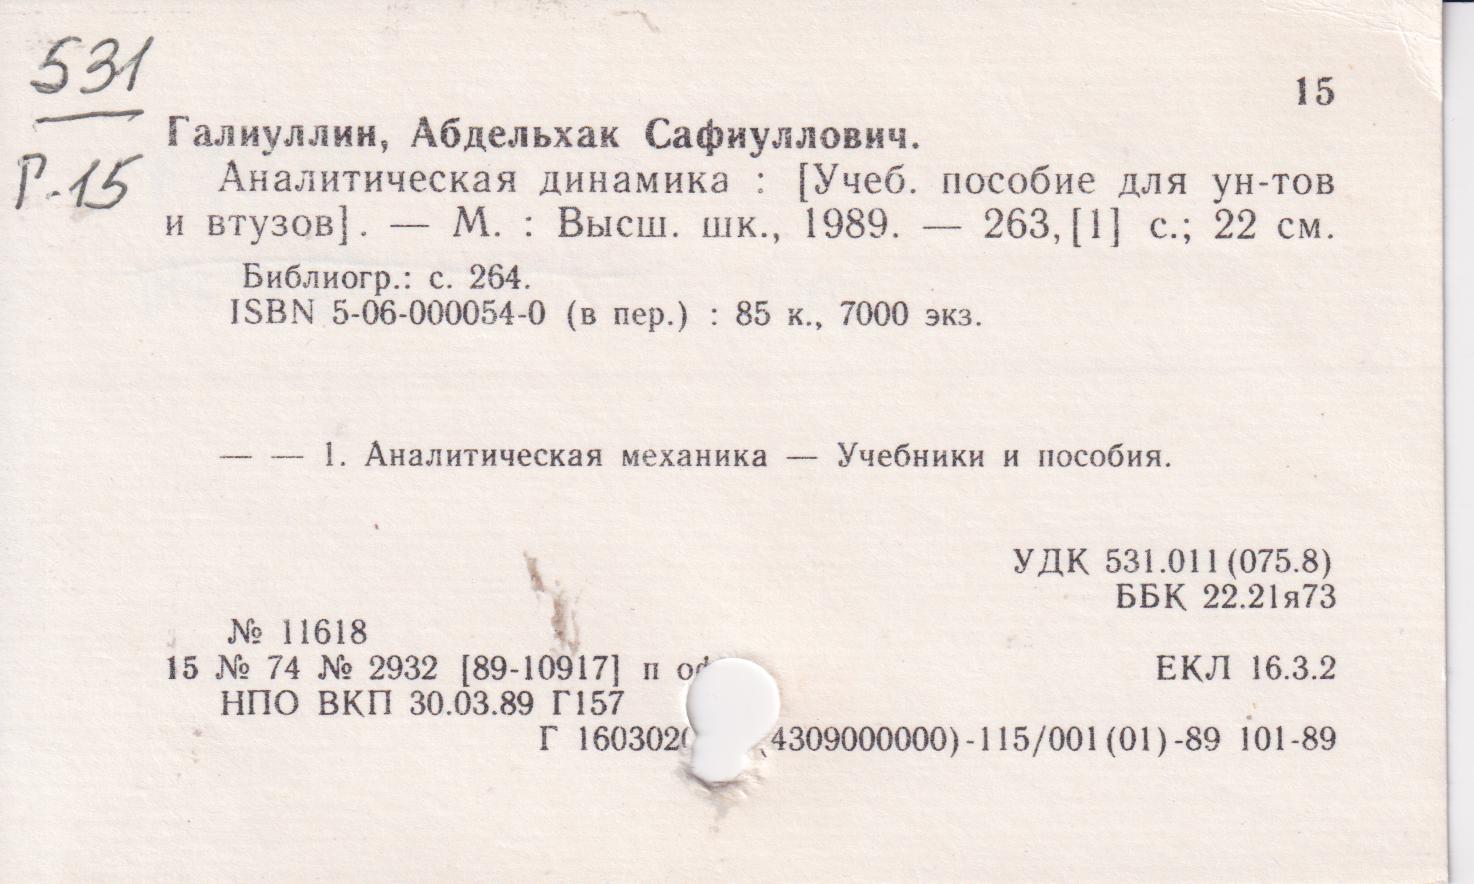 531
15
Галиуллин, Абдельхак Сафиуллович.
Г-15
Аналитическая динамика : [Учеб. пособие для ун-тов
и втузов]. — М. : Высш. шк., 1989. — 263, [1] с.; 22 см.
Библиогр.: с. 264.
ISBN 5-06-000054-0 (в пер.) : 85 к., 7000 экз.
— — 1. Аналитическая механика — Учебники и пособия.
УДК 531.011(075.8)
ББК 22.21я73
№ 11618
15 № 74 № 2932 [89-10917] п
ЕКЛ 16.3.2
НПО ВКП 30.03.89 Г157
Г 160302 4309000000)-115/001(01)-89 101-89